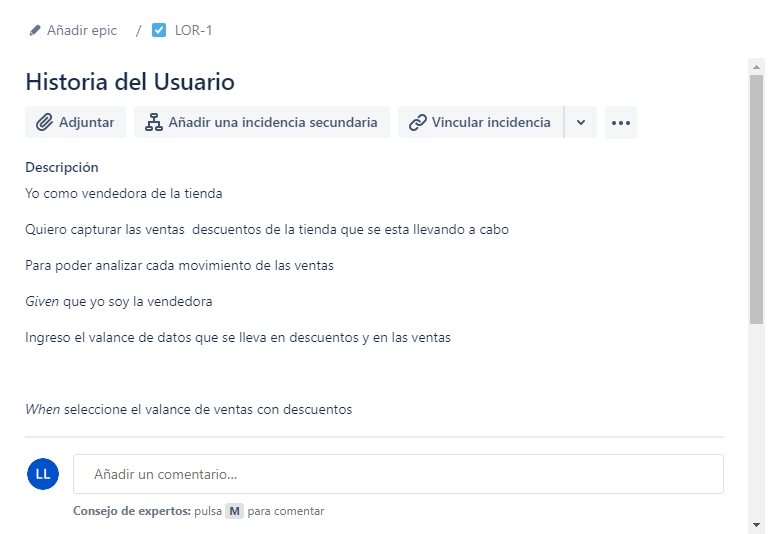 Añadir epic / LOR-1
Historia del Usuario
Adjuntar Añadir una incidencia secundaria Vincular incidencia
Descripción
Yo como vendedora de la tienda
Quiero capturar las ventas  descuentos de la tienda que se esta llevando a cabo
Para poder analizar cada movimiento de las ventas
Given que yo soy la vendedora
Ingreso el valance de datos que se lleva en descuentos y en las ventas
When seleccione el valance de ventas con descuentos
LL Añadir un comentario...
Consejo de expertos: pulsa M para comentar